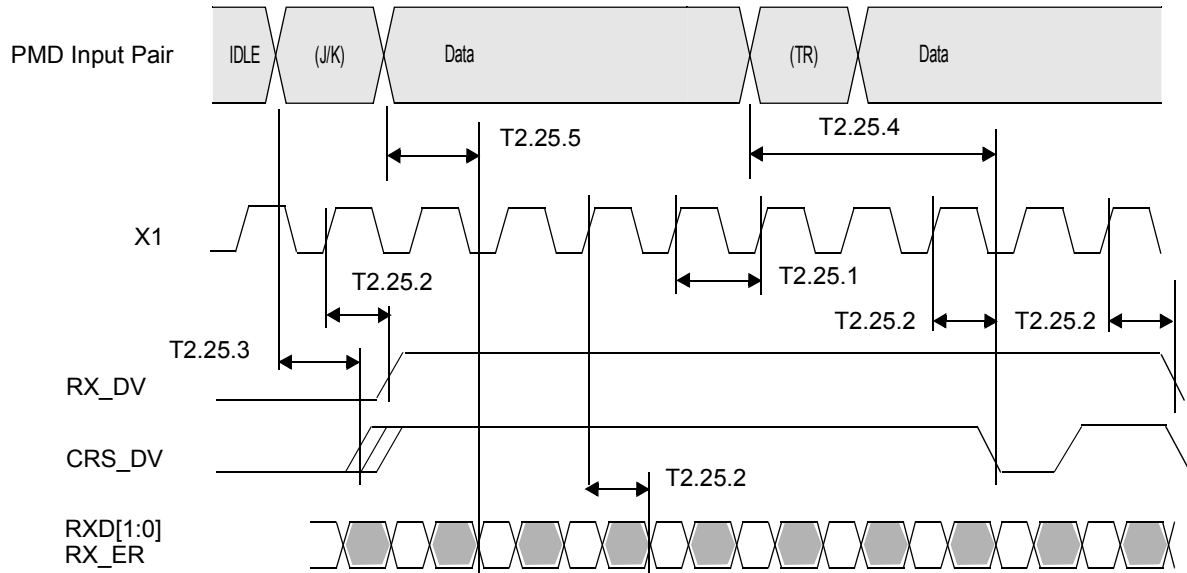 PMD Input Pair IDLE (J/K) Data (TR) Data
T2.25.5 T2.25.4
X1
T2.25.2 T2.25.1
T2.25.2 T2.25.2
T2.25.3
RX_DV
CRS_DV
T2.25.2
RXD[1:0]
RX_ER